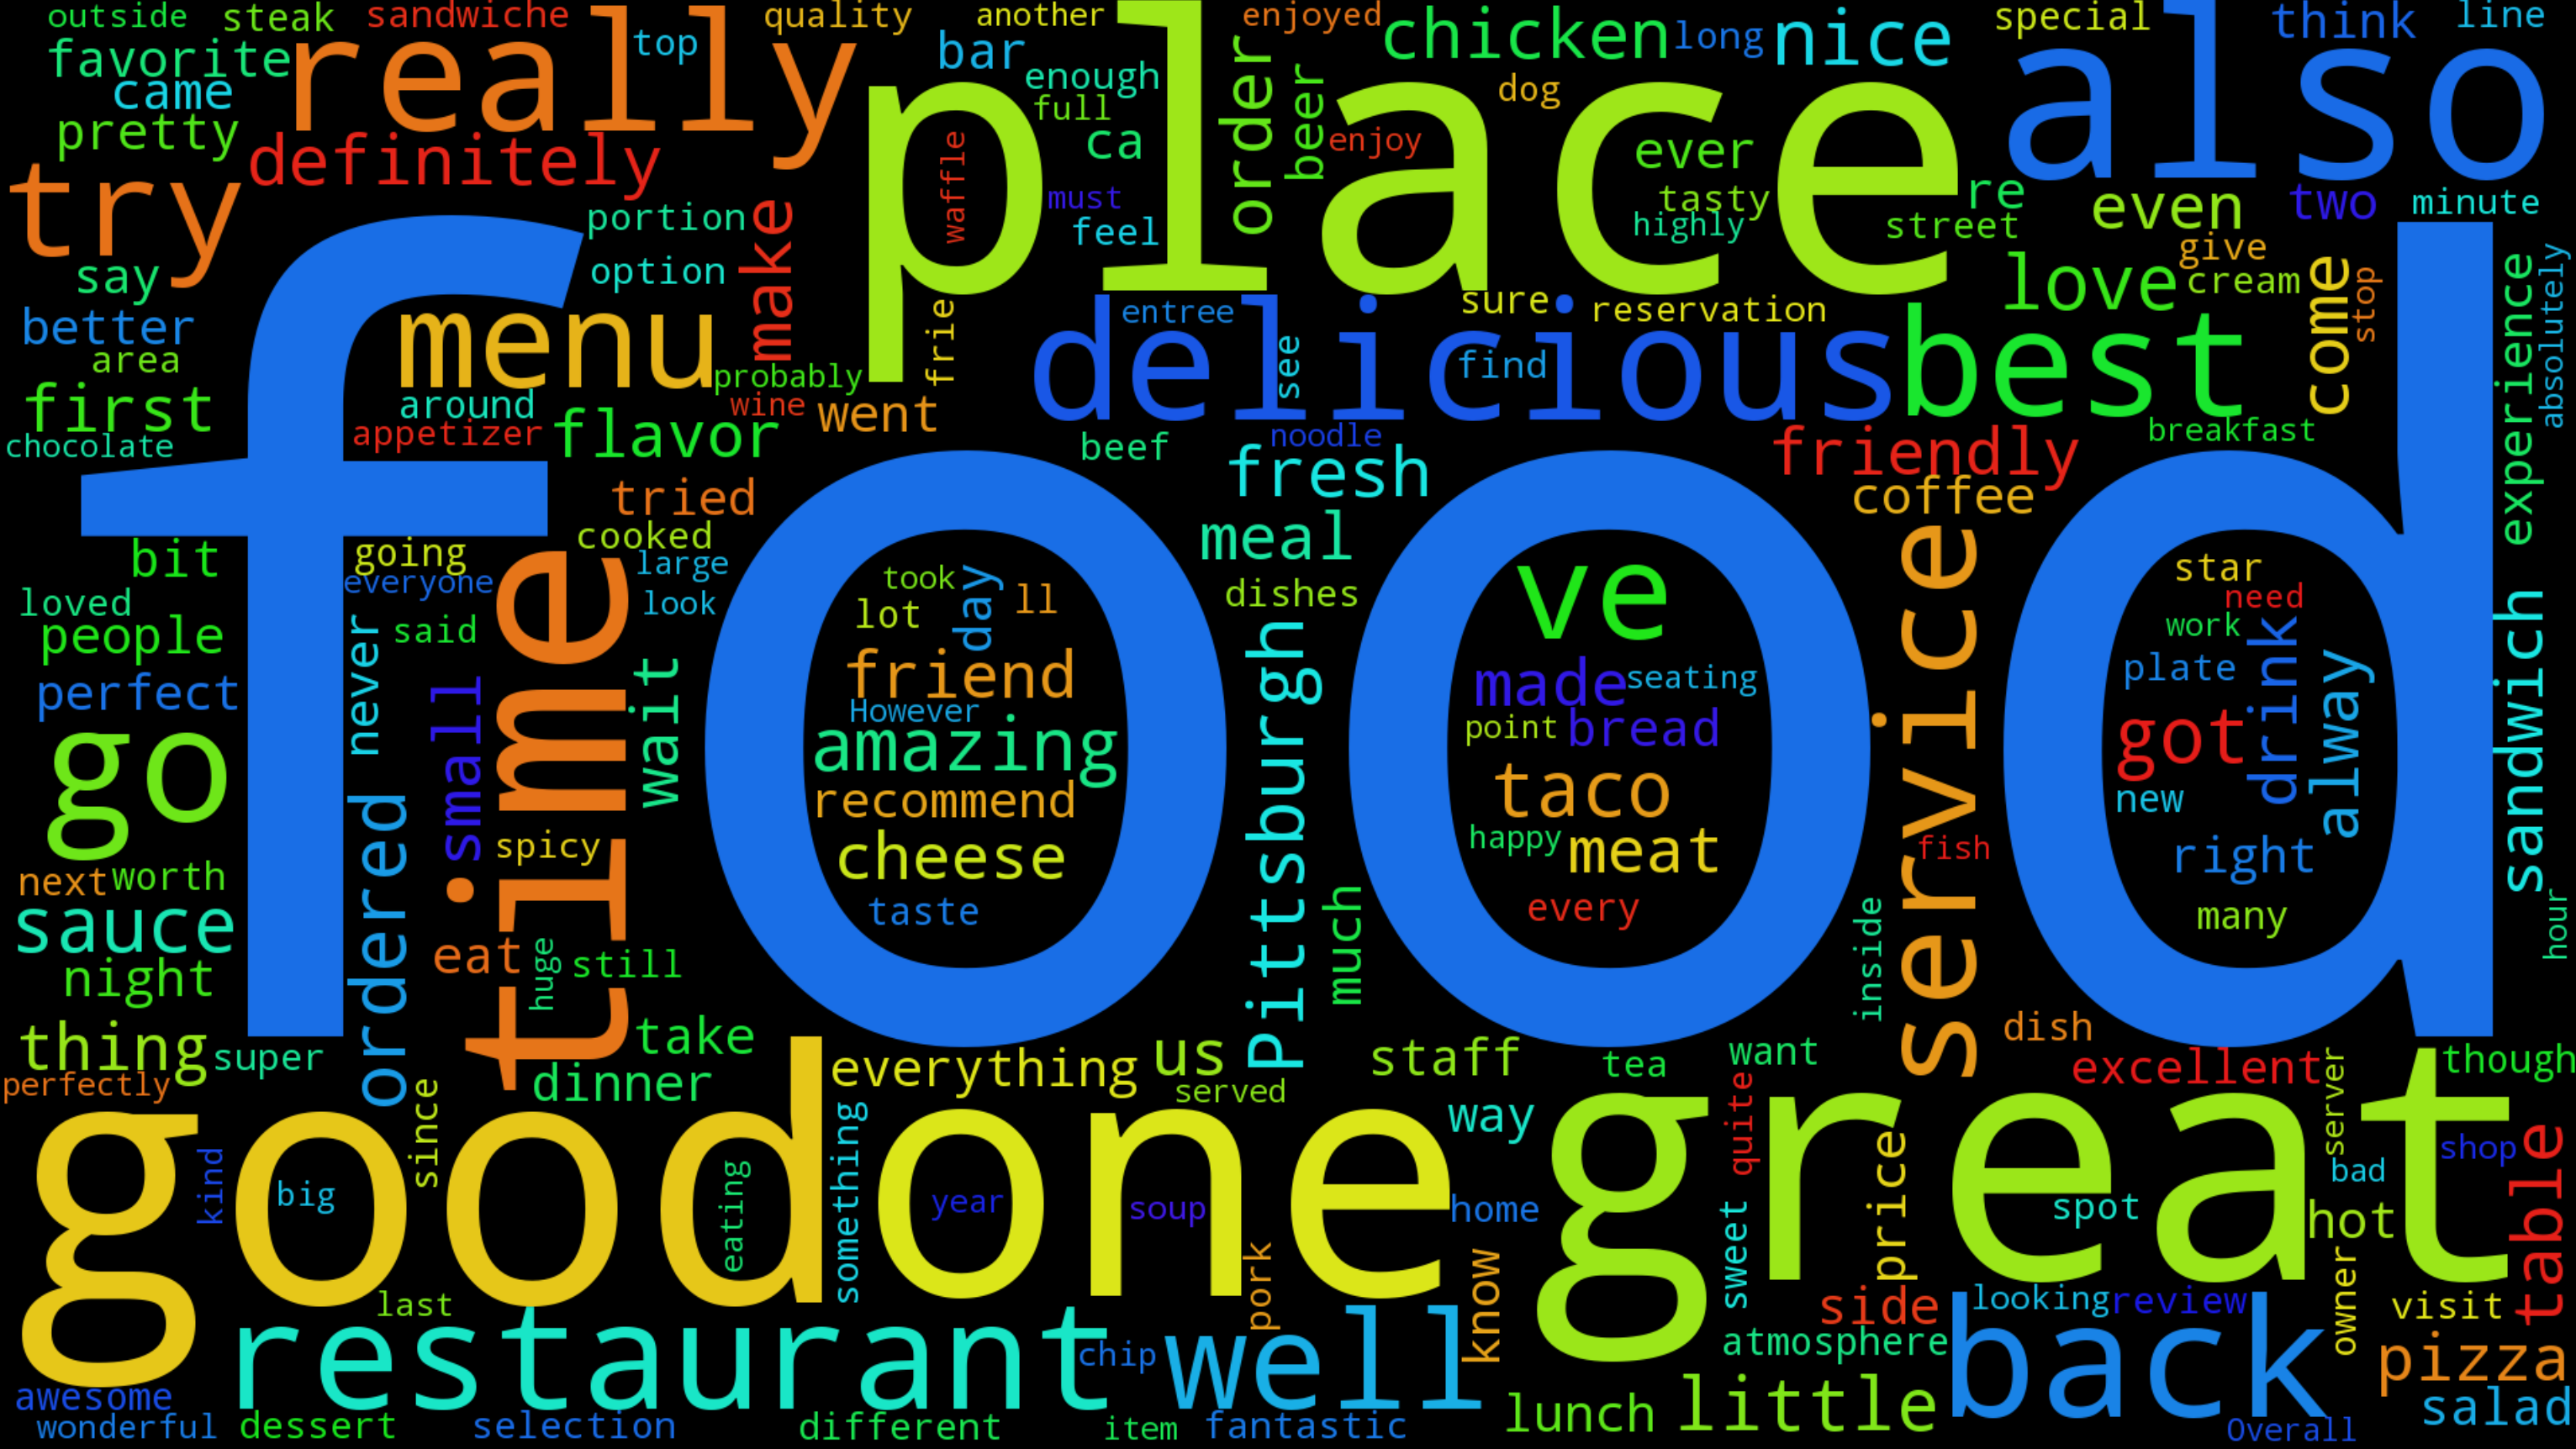 outside
steak
sandwiche
really
top
quality
another
place
enjoyed
chicken
long
nice
special
also
think
line
favorite
bar
came
enough
order
beer
dog
pretty
full
definitely
ca
enjoy
ever
try
waffle
must
tasty
re
even
two
minute
portion
make
feel
highly
street
say
option
give
love
cream
come
stop
experience
absolutely
food
better
menu
frie
delicious
entree
see
sure
reservation
find
best
area
probably
first
around
wine
went
chocolate
appetizer
flavor
beef
noodle
fresh
friendly
breakfast
tried
coffee
bit
going
cooked
meal
everyone
time
large
took
day
ll
ve
service
star
loved
look
lot
dishes
need
people
never
said
wait
friend
Pittsburgh
made
seating
work
drink
sandwich
perfect
small
However
point
bread
plate
alway
go
amazing
taco
got
recommend
new
ordered
spicy
cheese
happy
meat
fish
right
next
worth
taste
much
every
inside
many
hour
sauce
eat
huge
still
night
thing
super
take
everything
us
staff
tea
want
dish
excellent
server
though
perfectly
since
dinner
served
way
quite
good
one
great
kind
big
eating
something
year
soup
home
sweet
price
spot
bad
shop
table
hot
last
pork
know
side
looking
review
owner
visit
restaurant
chip
well
atmosphere
back
pizza
awesome
little
salad
wonderful
dessert
selection
different
item
fantastic
lunch
Overall